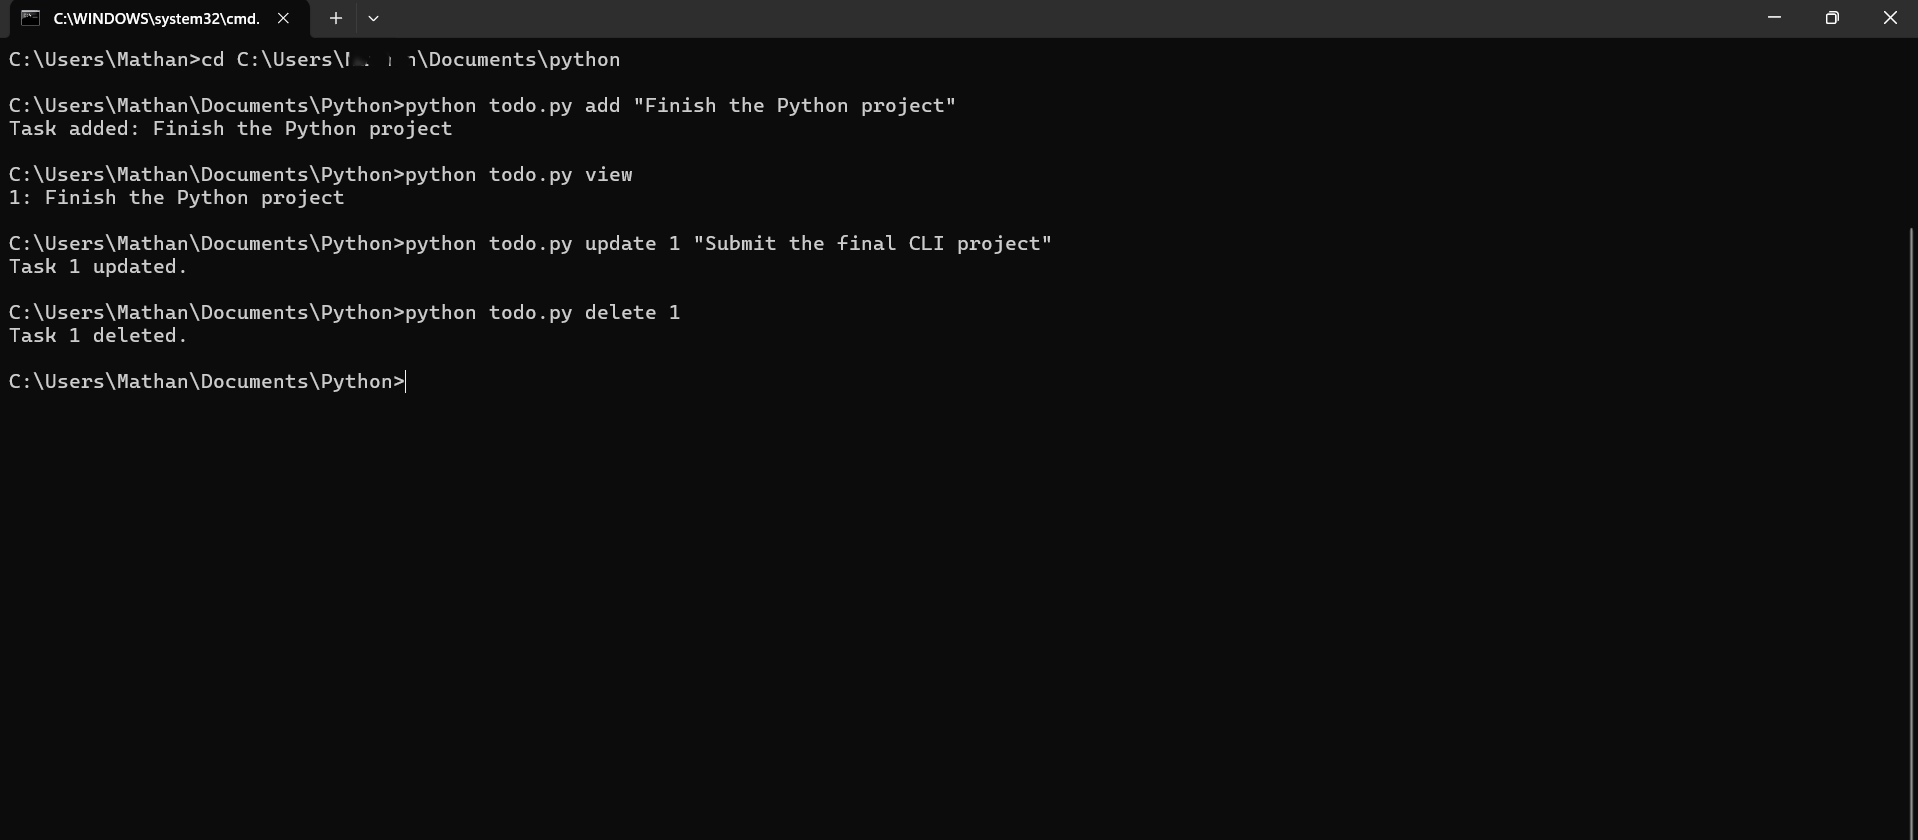 C:\WINDOWS\system32\cmd.
C:\Users\Mathan>cd C:\Users\ \Documents\python
C:\Users\Mathan\Documents\Python>python todo.py add "Finish the Python project"
Task added: Finish the Python project
C:\Users\Mathan\Documents\Python>python todo.py view
1: Finish the Python project
C:\Users\Mathan\Documents\Python>python todo.py update 1 "Submit the final CLI project"
Task 1 updated.
C:\Users\Mathan\Documents\Python>python todo.py delete 1
Task 1 deleted.
C:\Users\Mathan\Documents\Python>